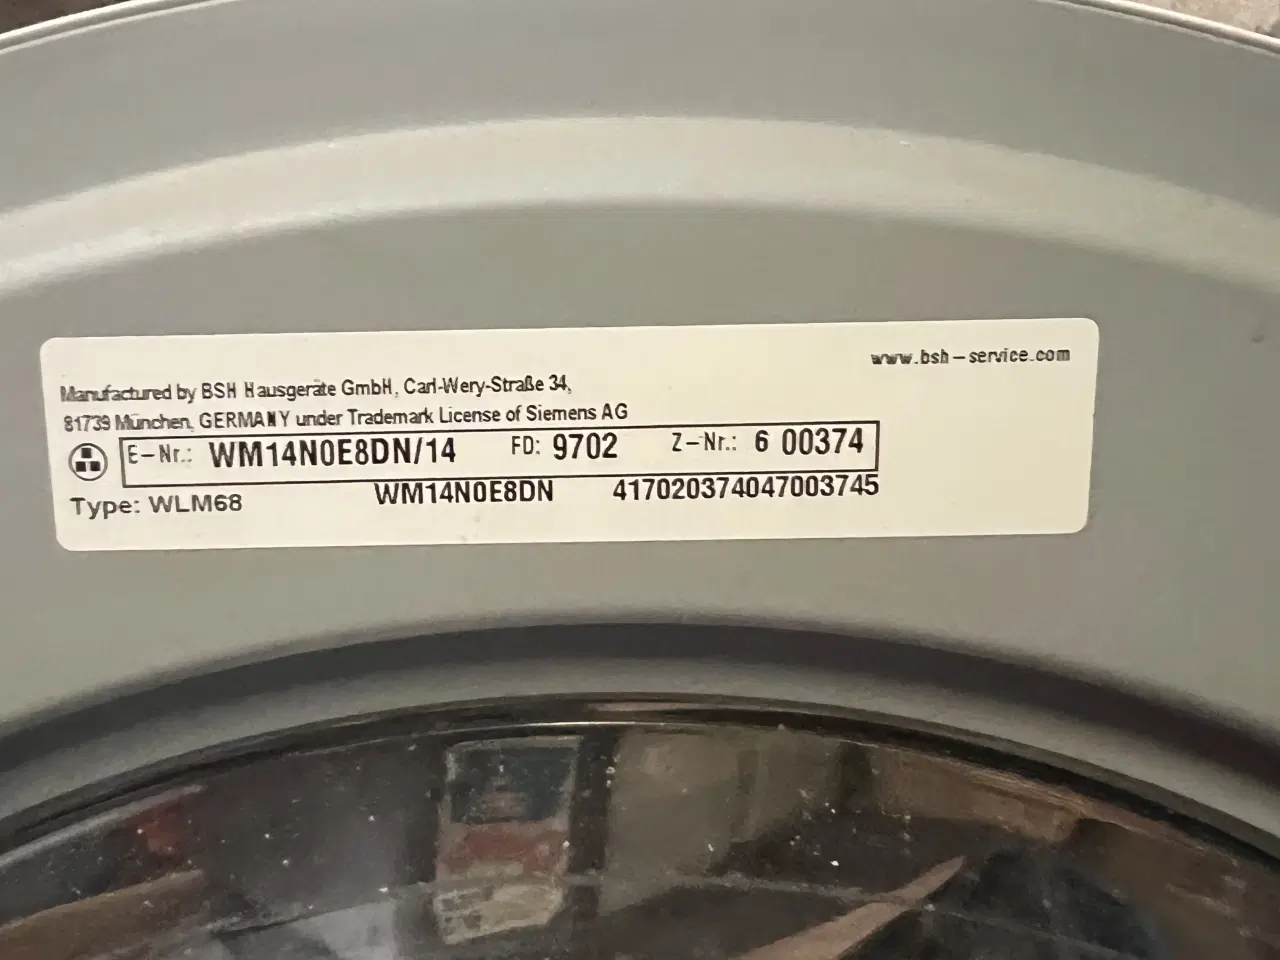 www.bsh-service.com
Manufactured by BSH Hausgeräte GmbH, Carl-Wery-Straße 34,
81739 München, GERMANY under Trademark License of Siemens AG
E-Nr.: WM14N0E8DN/14 FD: 9702 Z-Nr.: 6 00374
Type: WLM68 WM14N0E8DN 417020374047003745